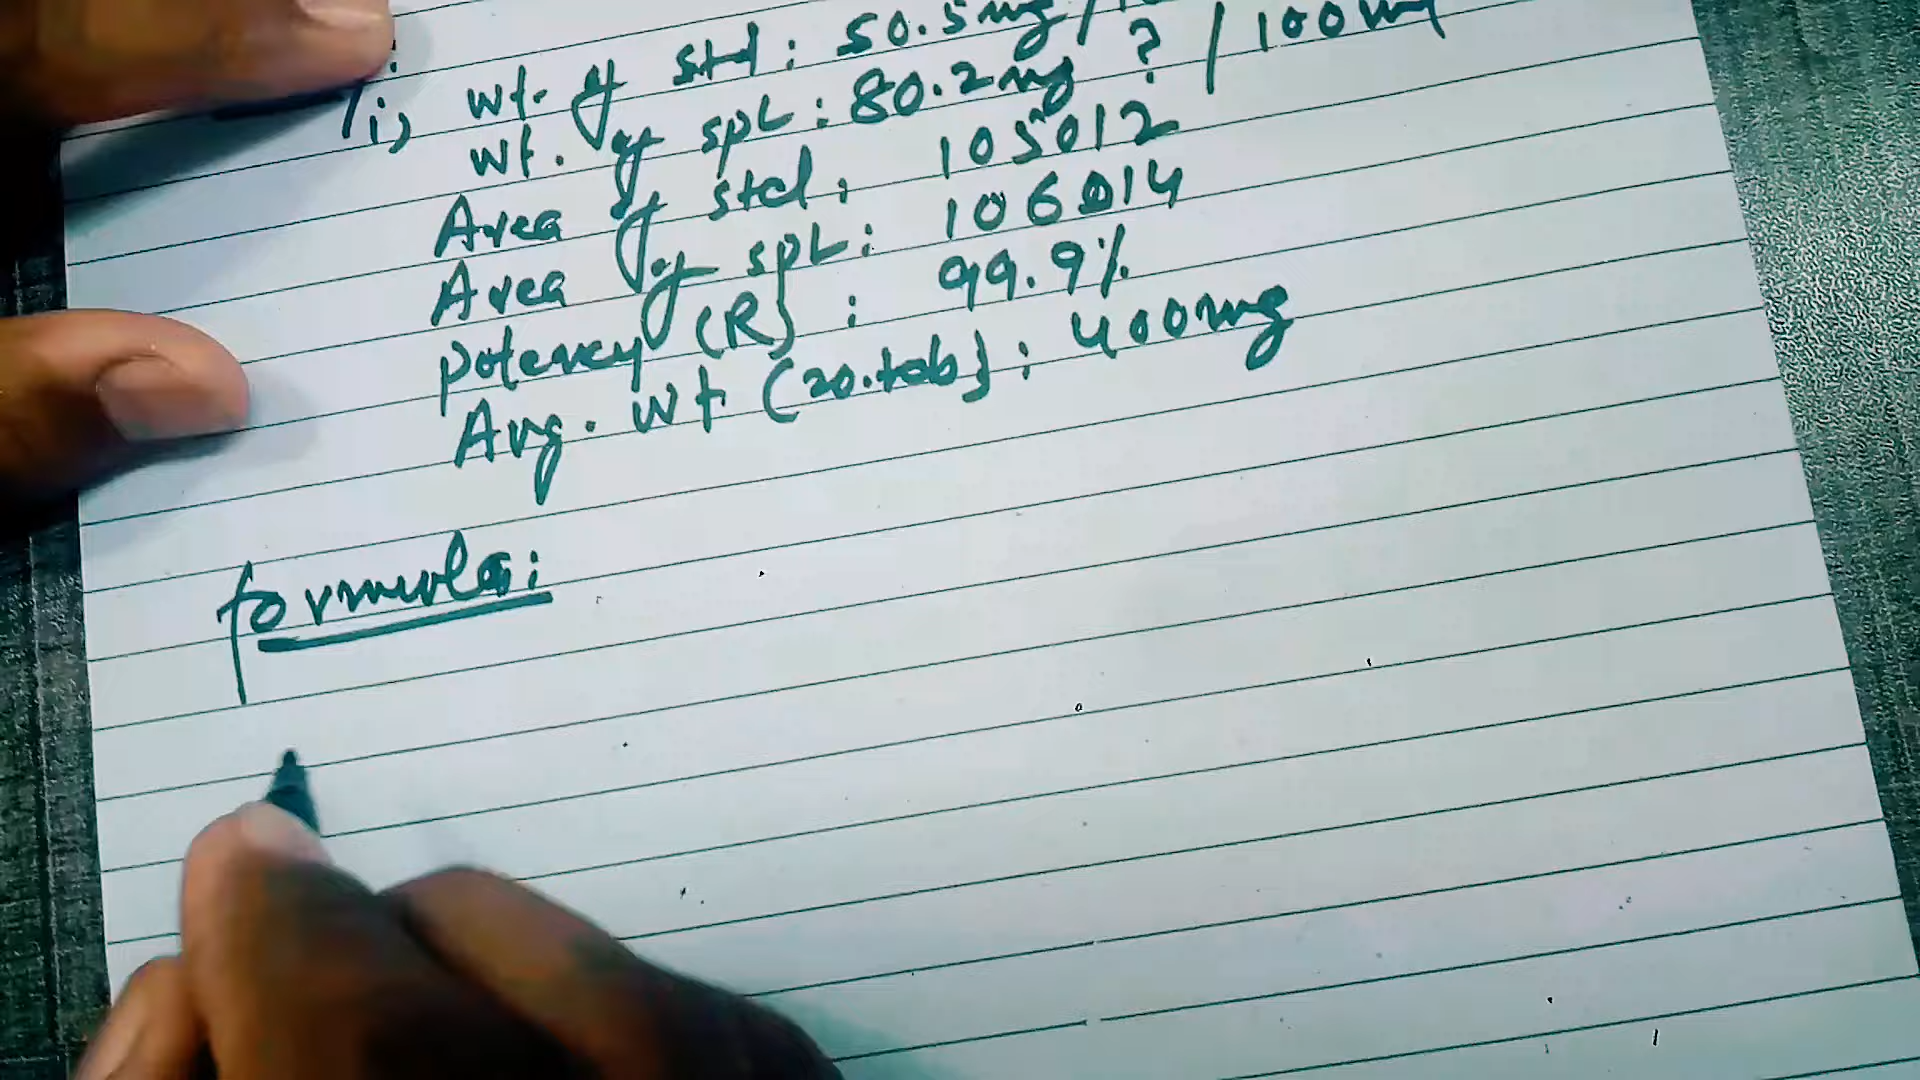 i) wt. of std : 50.5mg/
wt. of spl : 80.2mg ? / 100
Area of std : 105012
Area of spl : 106014
potency (R) : 99.9%
Avg. wt (20.tab) : 400mg
formula :